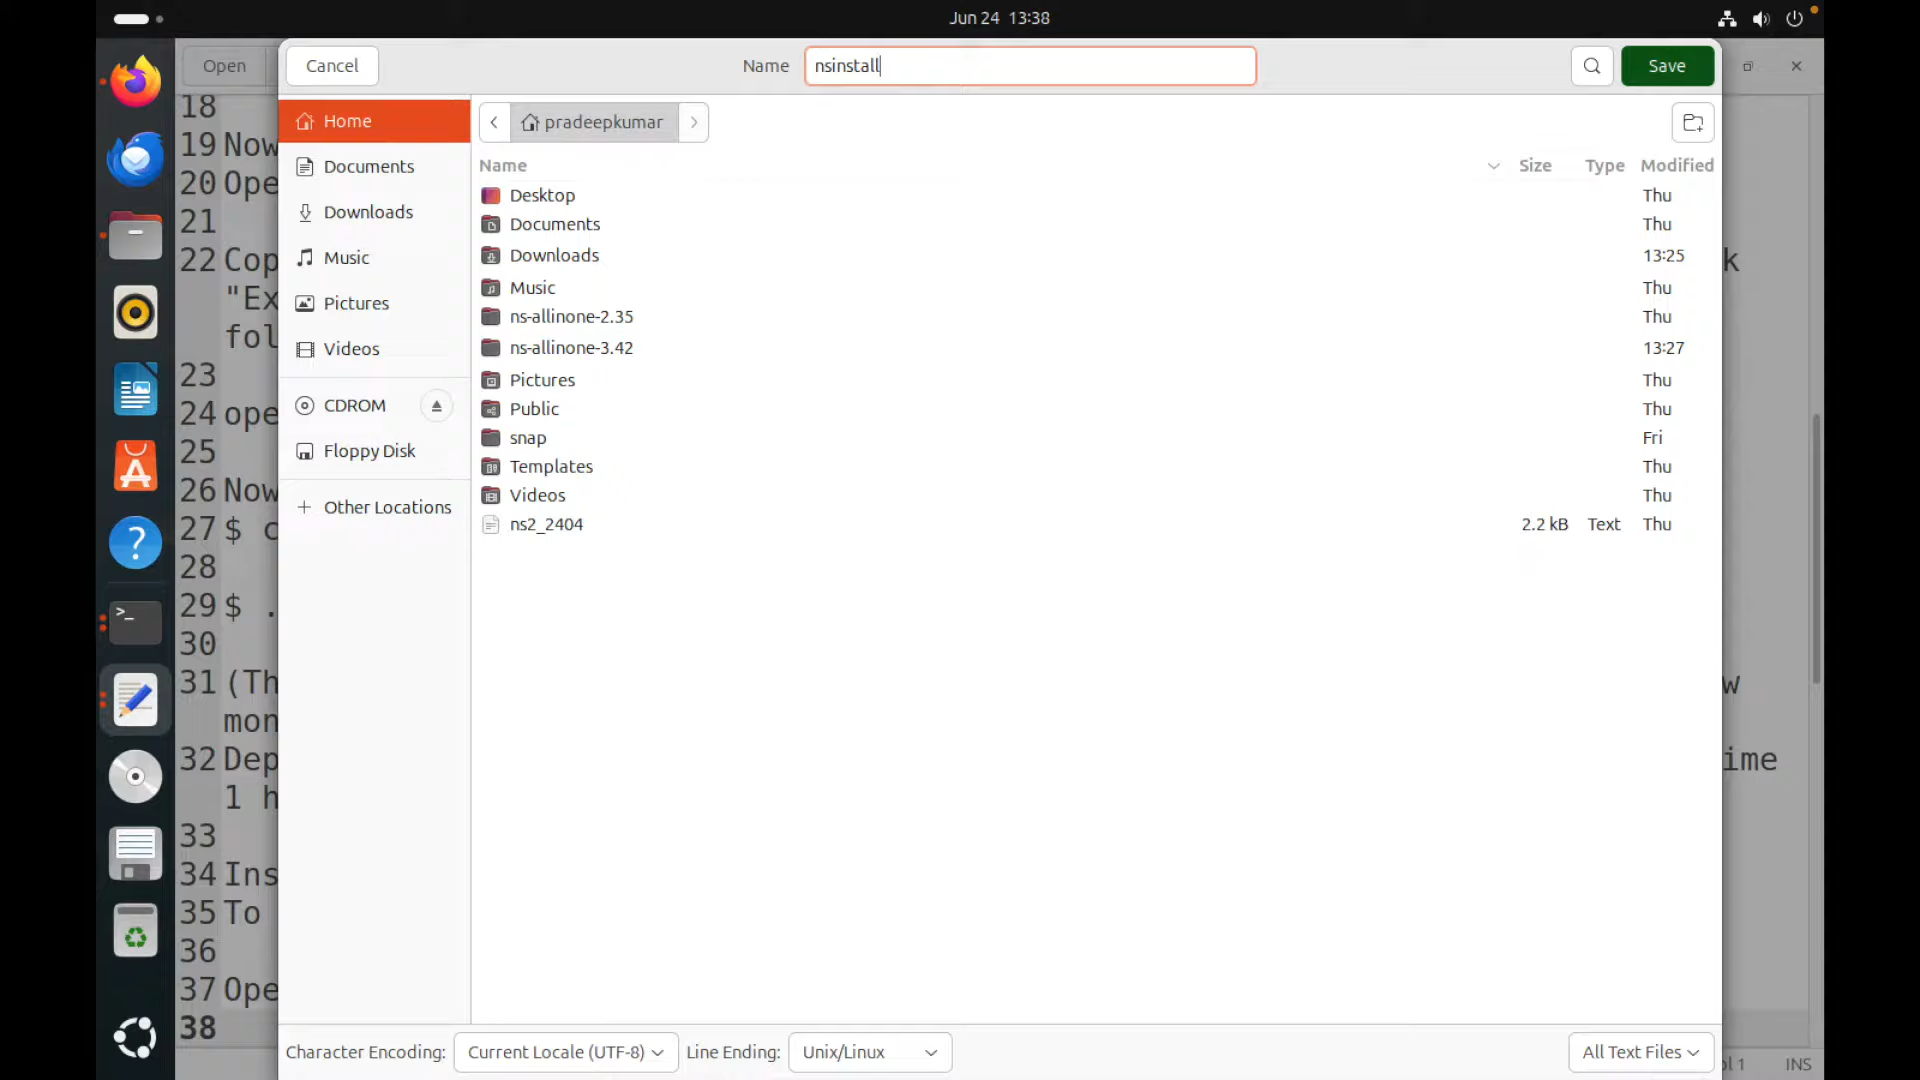 Jun 24 13:38
Open
Cancel
Name
nsinstall
Save
Home
Documents
Downloads
Music
Pictures
Videos
CDROM
Floppy Disk
Other Locations
pradeepkumar
Name Size Type Modified
Desktop Thu
Documents Thu
Downloads 13:25
Music Thu
ns-allinone-2.35 Thu
ns-allinone-3.42 13:27
Pictures Thu
Public Thu
snap Fri
Templates Thu
Videos Thu
ns2_2404 2.2 kB Text Thu
Character Encoding: Current Locale (UTF-8) Line Ending: Unix/Linux All Text Files
18
19 Now
20 Ope
21
22 Cop k
"Ex
fol
23
24 ope
25
26 Now
27 $ c
28
29 $ .
30
31 (Th w
mon
32 Dep ime
1 h
33
34 Ins
35 To
36
37 Ope
38
ol 1 INS